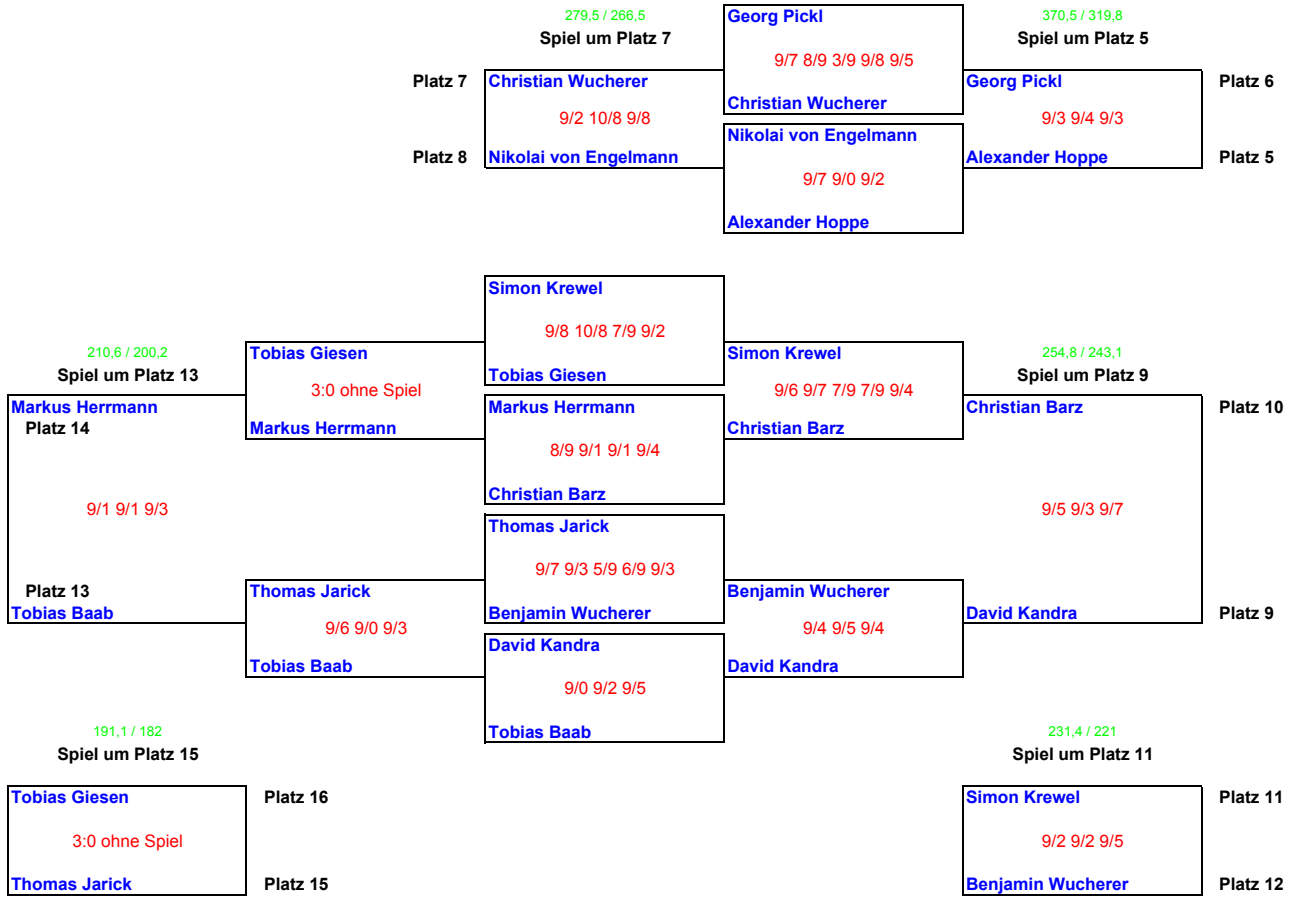 279,5 / 266,5 Georg Pickl 370,5 / 319,8
Spiel um Platz 7 Spiel um Platz 5
9/7 8/9 3/9 9/8 9/5
Platz 7 Christian Wucherer Georg Pickl Platz 6
Christian Wucherer
9/2 10/8 9/8 9/3 9/4 9/3
Nikolai von Engelmann
Platz 8 Nikolai von Engelmann Alexander Hoppe Platz 5
9/7 9/0 9/2
Alexander Hoppe
Simon Krewel
9/8 10/8 7/9 9/2
210,6 / 200,2 Tobias Giesen Simon Krewel 254,8 / 243,1
Spiel um Platz 13 Tobias Giesen Spiel um Platz 9
3:0 ohne Spiel 9/6 9/7 7/9 7/9 9/4
Markus Herrmann Markus Herrmann Christian Barz Platz 10
Platz 14 Markus Herrmann Christian Barz
8/9 9/1 9/1 9/4
Christian Barz
9/1 9/1 9/3 9/5 9/3 9/7
Thomas Jarick
9/7 9/3 5/9 6/9 9/3
Platz 13 Thomas Jarick Benjamin Wucherer
Tobias Baab Benjamin Wucherer David Kandra Platz 9
9/6 9/0 9/3 9/4 9/5 9/4
David Kandra
Tobias Baab David Kandra
9/0 9/2 9/5
191,1 / 182 Tobias Baab 231,4 / 221
Spiel um Platz 15 Spiel um Platz 11
Tobias Giesen Platz 16 Simon Krewel Platz 11
3:0 ohne Spiel 9/2 9/2 9/5
Thomas Jarick Platz 15 Benjamin Wucherer Platz 12